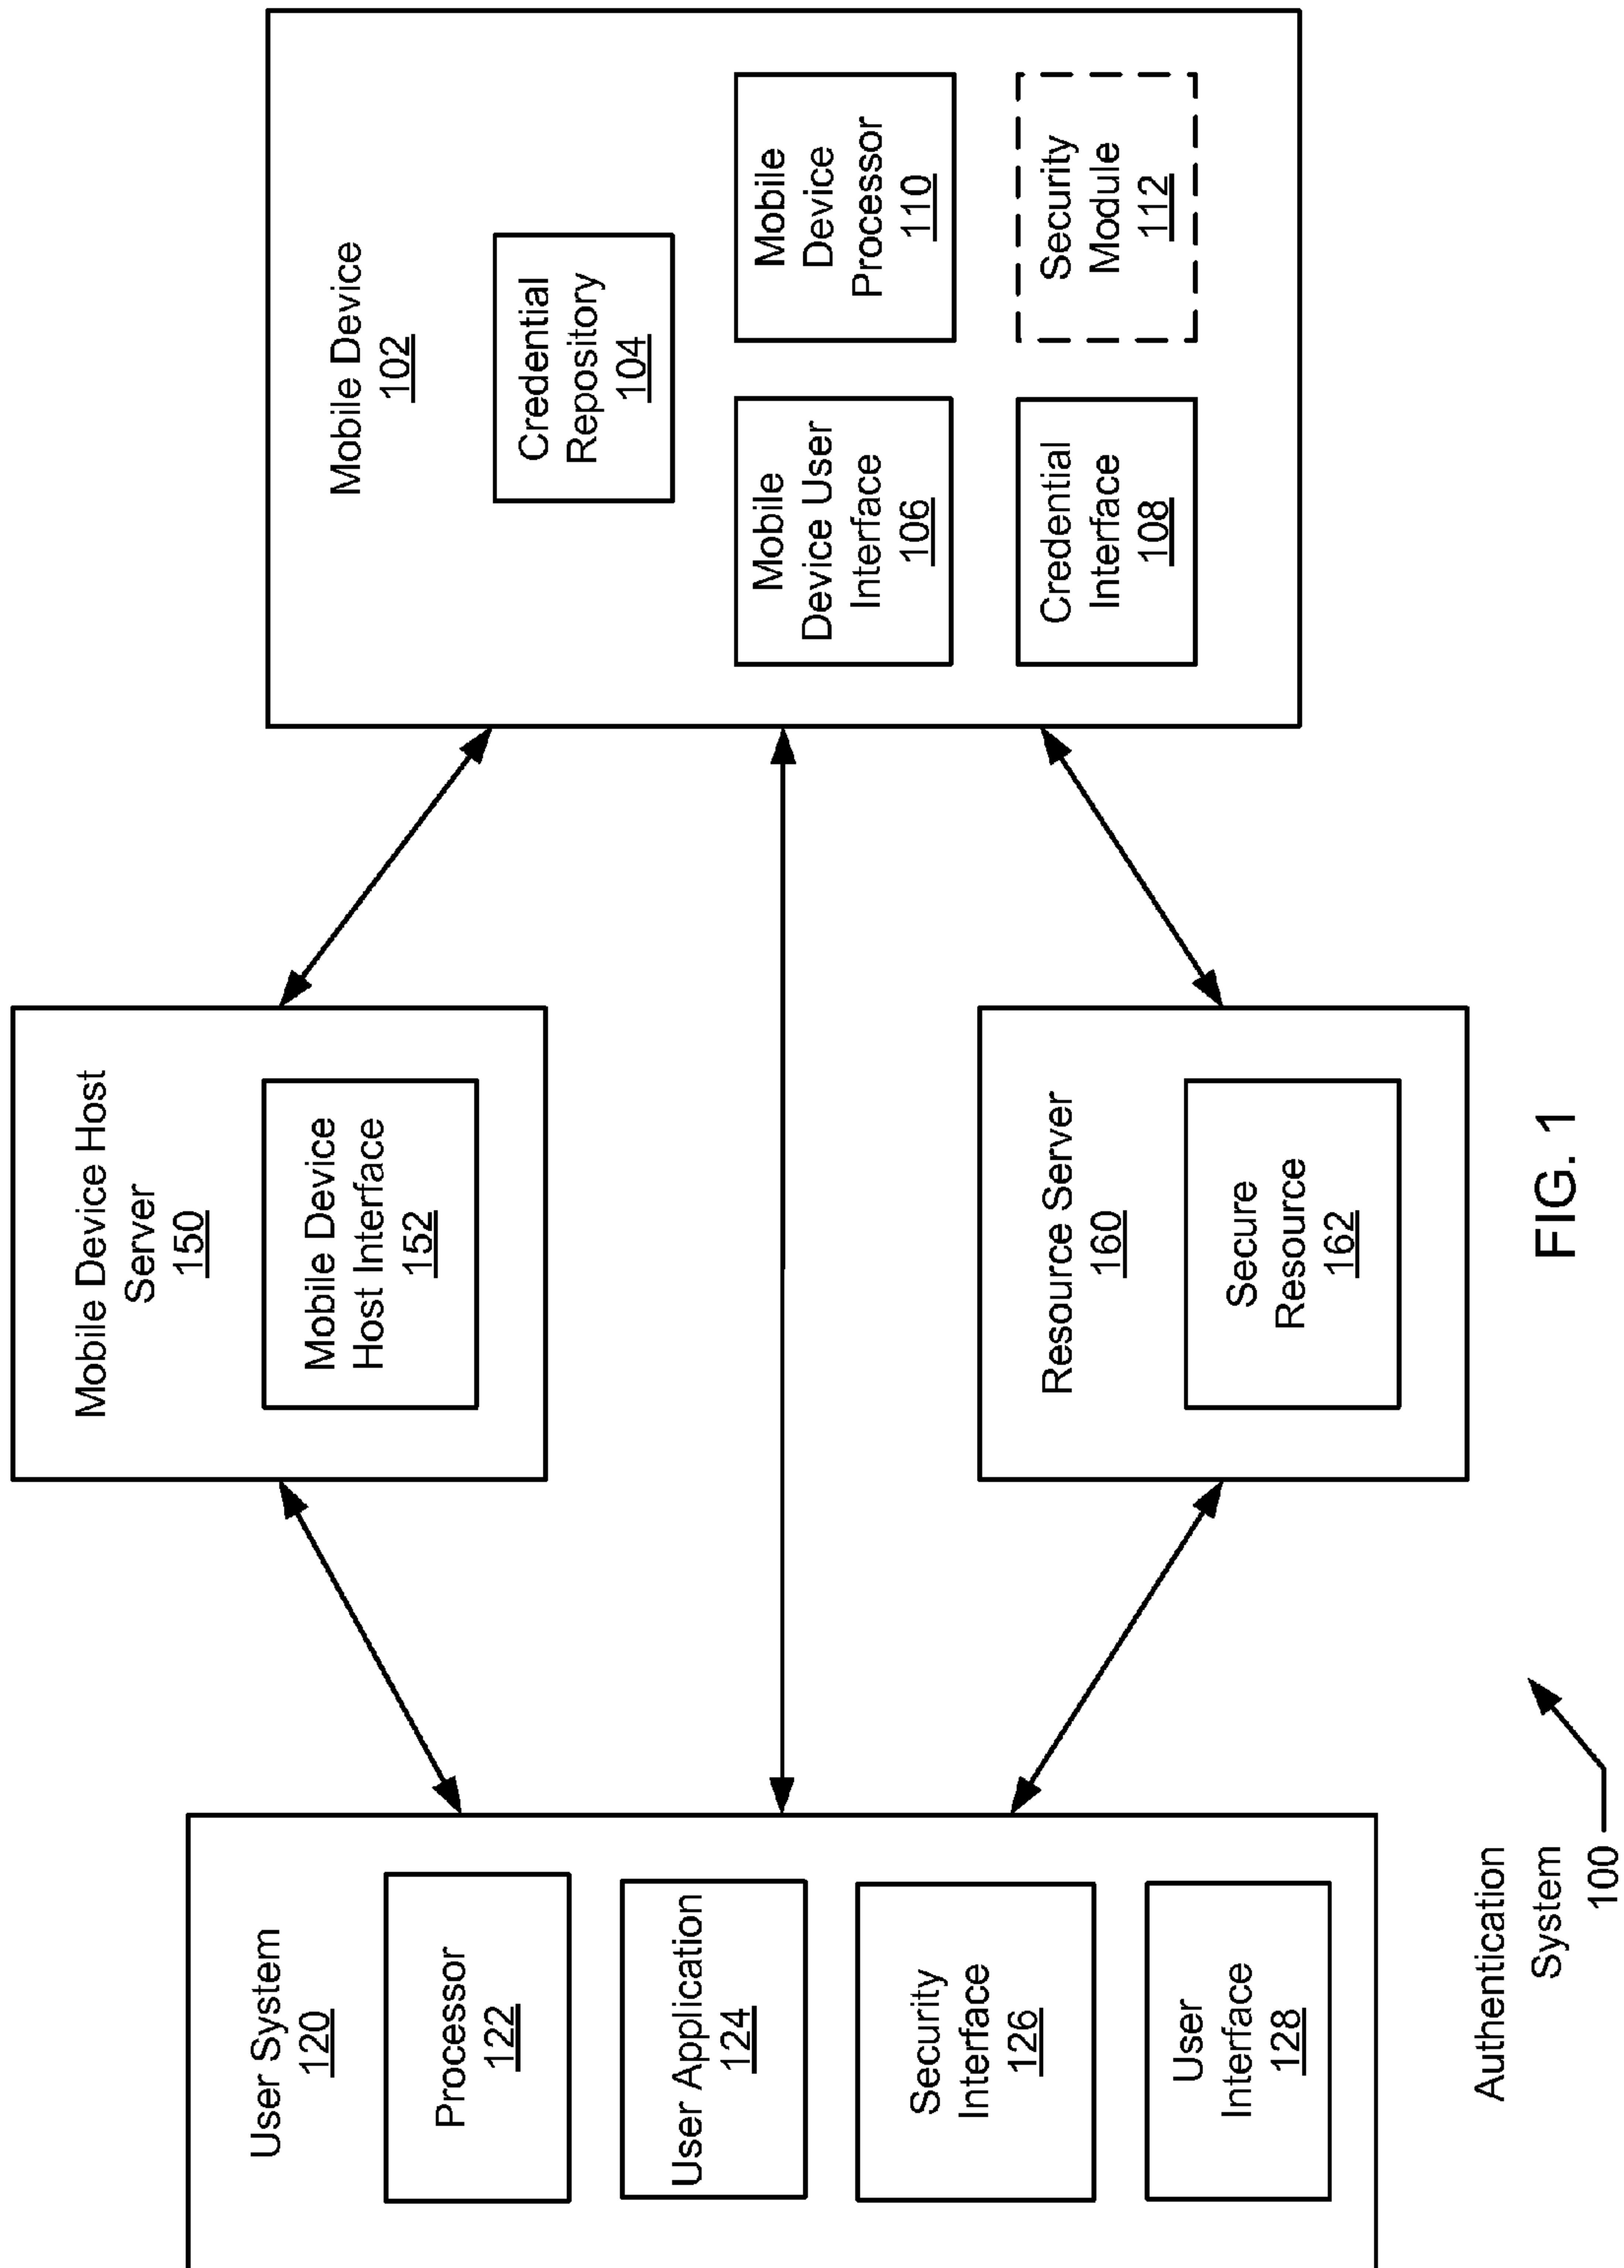 User System
120
Processor
122
User Application
124
Security
Interface
126
User
Interface
128
Mobile Device Host
Server
150
Mobile Device
Host Interface
152
Resource Server
160
Secure
Resource
162
Mobile Device
102
Credential
Repository
104
Mobile
Device User
Interface
106
Mobile
Device
Processor
110
Credential
Interface
108
Security
Module
112
Authentication
System
100
FIG. 1